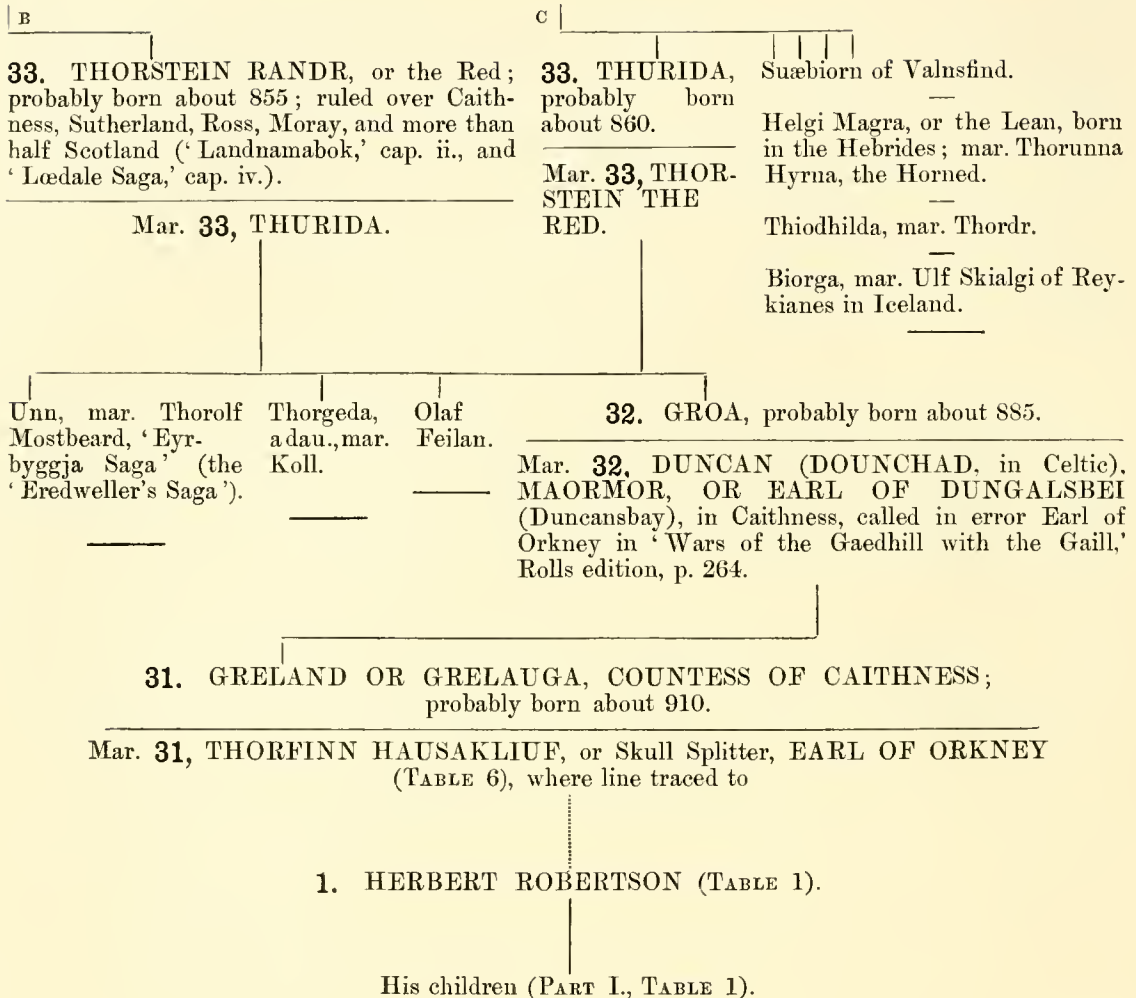 B
C
33. THORSTEIN RANDR, or the Red;
probably born about 855; ruled over Caith-
ness, Sutherland, Ross, Moray, and more than
half Scotland (‘Landnamabok,’ cap. ii., and
‘Lœdale Saga,’ cap. iv.).
Mar. 33, THURIDA.
33. THURIDA,
probably born
about 860.
Mar. 33, THOR-
STEIN THE
RED.
Suæbiorn of Valnsfind.
Helgi Magra, or the Lean, born
in the Hebrides; mar. Thorunna
Hyrna, the Horned.
Thiodhilda, mar. Thordr.
Biorga, mar. Ulf Skialgi of Rey-
kianes in Iceland.
Unn, mar. Thorolf
Mostbeard, ‘Eyr-
byggja Saga’ (the
‘Eredweller's Saga’).
Thorgeda,
a dau., mar.
Koll.
Olaf
Feilan.
32. GROA, probably born about 885.
Mar. 32, DUNCAN (DOUNCHAD, in Celtic),
MAORMOR, OR EARL OF DUNGALSBEI
(Duncansbay), in Caithness, called in error Earl of
Orkney in ‘Wars of the Gaedhill with the Gaill,’
Rolls edition, p. 264.
31. GRELAND OR GRELAUGA, COUNTESS OF CAITHNESS;
probably born about 910.
Mar. 31, THORFINN HAUSAKLIUF, or Skull Splitter, EARL OF ORKNEY
(TABLE 6), where line traced to
1. HERBERT ROBERTSON (TABLE 1).
His children (PART I., TABLE 1).